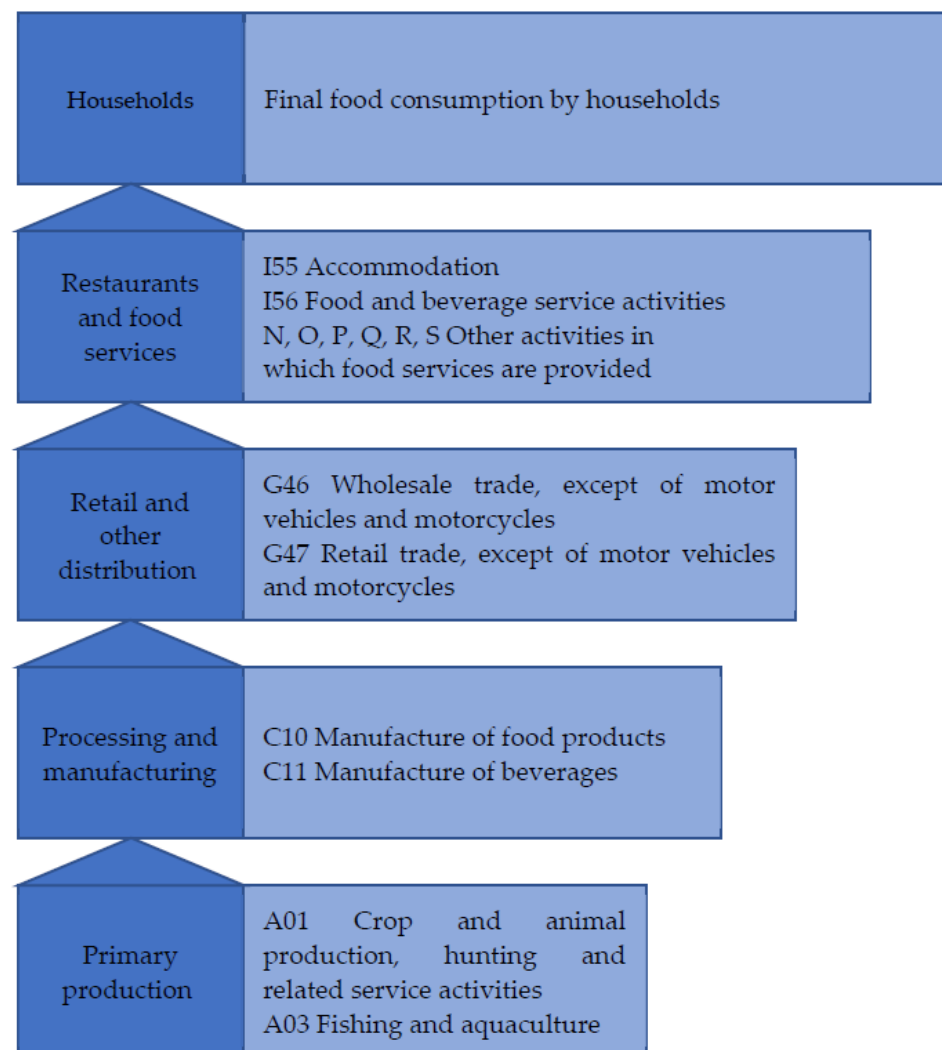 Households
Final food consumption by households
Restaurants
and food
services
I55 Accommodation
I56 Food and beverage service activities
N, O, P, Q, R, S Other activities in
which food services are provided
Retail and
other
distribution
G46 Wholesale trade, except of motor
vehicles and motorcycles
G47 Retail trade, except of motor vehicles
and motorcycles
Processing and
manufacturing
C10 Manufacture of food products
C11 Manufacture of beverages
Primary
production
A01 Crop and animal
production, hunting and
related service activities
A03 Fishing and aquaculture